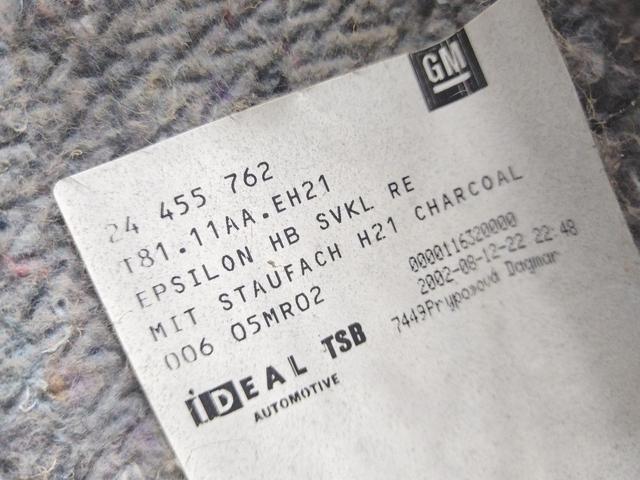 GM
24 455 762
T81.11AA.EH21
EPSILON HB SVKL RE
MIT STAUFACH H21 CHARCOAL
006 05MR02
0000116320000
2002-08-12-22 22:48
7449Fryposová Dagmar
iDEAL TSB
AUTOMOTIVE